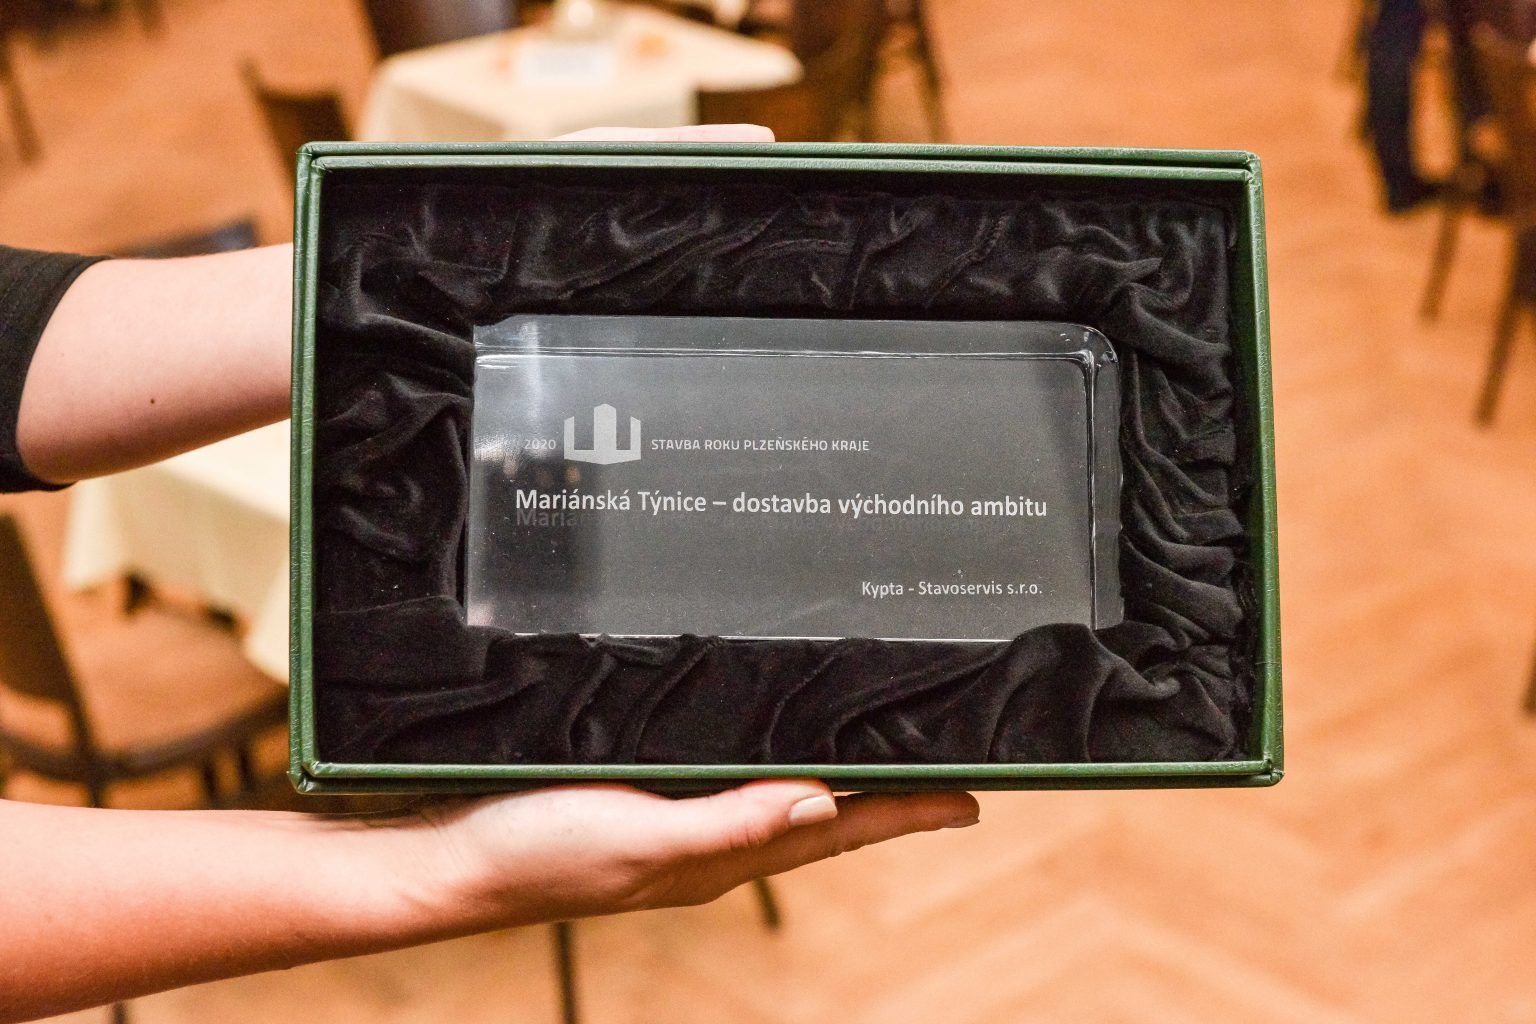 2020 STAVBA ROKU PLZEŇSKÉHO KRAJE
Mariánská Týnice – dostavba východního ambitu
Kypta - Stavoservis s.r.o.